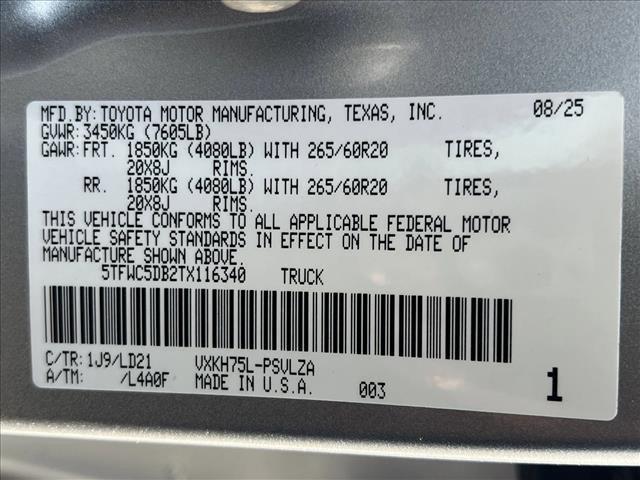 MFD.BY:TOYOTA MOTOR MANUFACTURING, TEXAS, INC. 08/25
GVWR: 3450KG (7605LB)
GAWR: FRT. 1850KG (4080LB) WITH 265/60R20 TIRES,
20X8J RIMS.
RR. 1850KG (4080LB) WITH 265/60R20 TIRES,
20X8J RIMS.
THIS VEHICLE CONFORMS TO ALL APPLICABLE FEDERAL MOTOR
VEHICLE SAFETY STANDARDS IN EFFECT ON THE DATE OF
MANUFACTURE SHOWN ABOVE.
5TFWC5DB2TX116340 TRUCK
C/TR: 1J9/LD21 VXKH75L-PSVLZA
A/TM: /L4A0F MADE IN U.S.A. 003 1